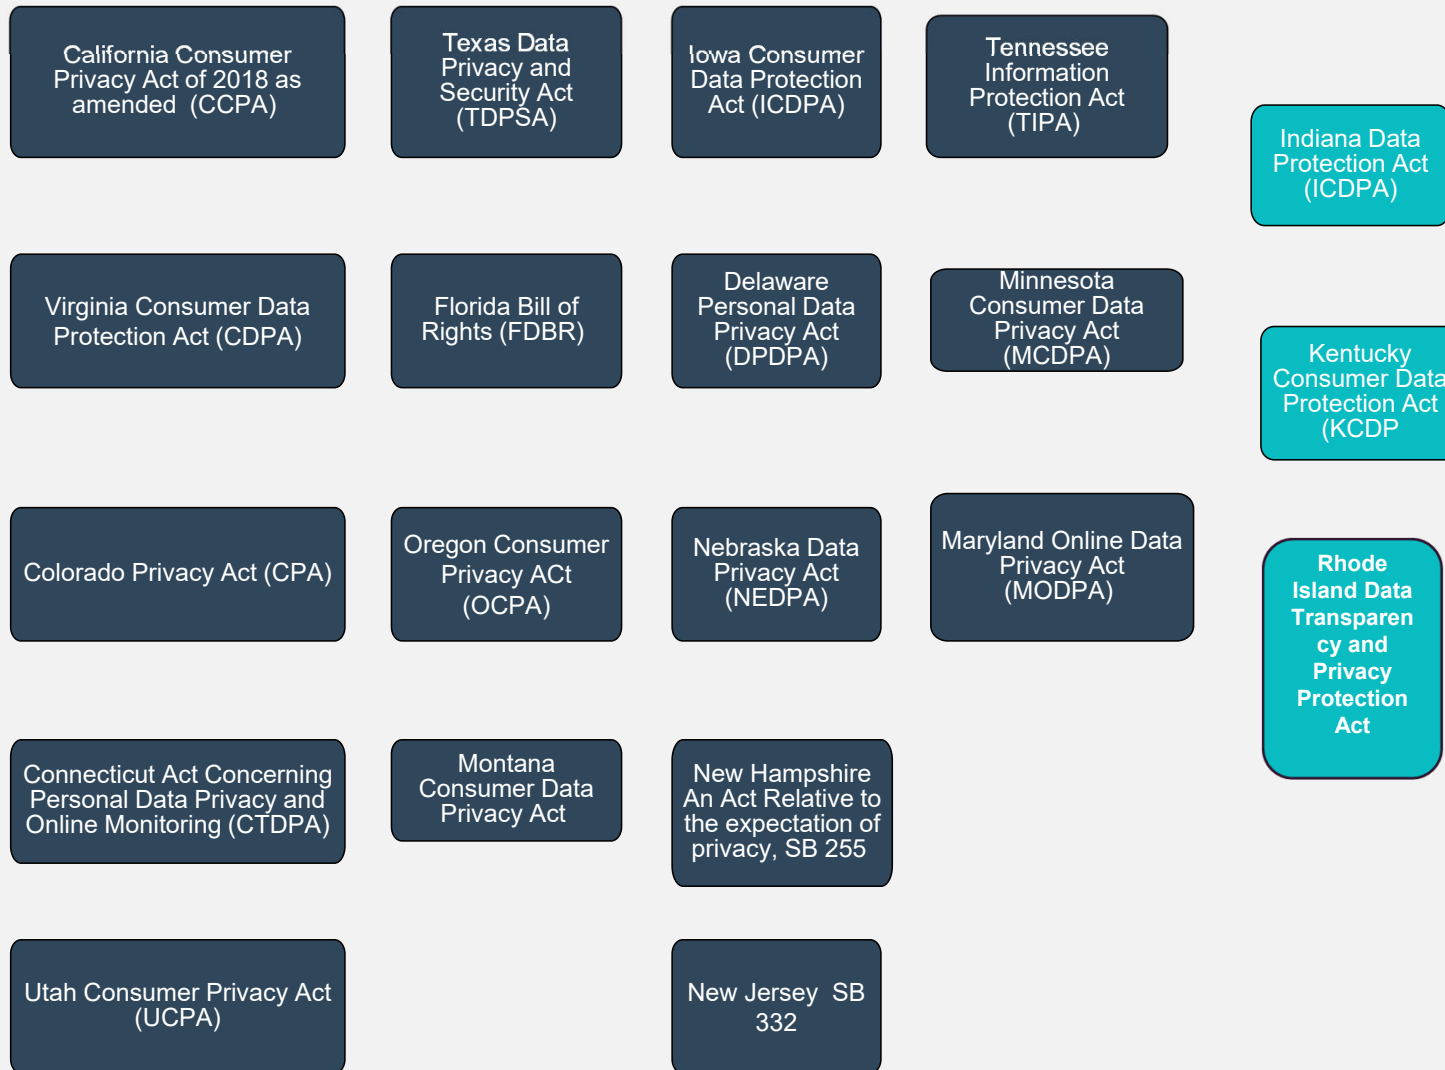 California Consumer
Privacy Act of 2018 as
amended (CCPA)
Virginia Consumer Data
Protection Act (CDPA)
Colorado Privacy Act (CPA)
Connecticut Act Concerning
Personal Data Privacy and
Online Monitoring (CTDPA)
Utah Consumer Privacy Act
(UCPA)
Texas Data
Privacy and
Security Act
(TDPSA)
Florida Bill of
Rights (FDBR)
Oregon Consumer
Privacy ACt
(OCPA)
Montana
Consumer Data
Privacy Act
Iowa Consumer
Data Protection
Act (ICDPA)
Delaware
Personal Data
Privacy Act
(DPDPA)
Nebraska Data
Privacy Act
(NEDPA)
New Hampshire
An Act Relative to
the expectation of
privacy, SB 255
New Jersey SB
332
Tennessee
Information
Protection Act
(TIPA)
Minnesota
Consumer Data
Privacy Act
(MCDPA)
Maryland Online Data
Privacy Act
(MODPA)
Indiana Data
Protection Act
(ICDPA)
Kentucky
Consumer Data
Protection Act
(KCDP
Rhode
Island Data
Transparen
cy and
Privacy
Protection
Act